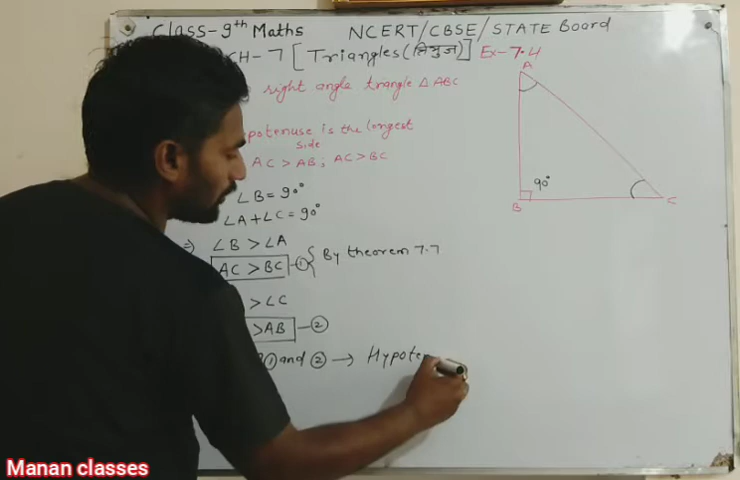 Class-9th Maths NCERT/CBSE/STATE Board
CH-7 [Triangles(त्रिभुज)] Ex-7.4
right angle triangle △ABC
is the longest
side
AC > AB, AC > BC
∠B = 90°
∠A + ∠C = 90°
⇒) ∠B > ∠A
AC > BC —① { By theorem 7.7
> ∠C
> AB —②
① and ② → Hypote
A
90°
B
C
Manan classes